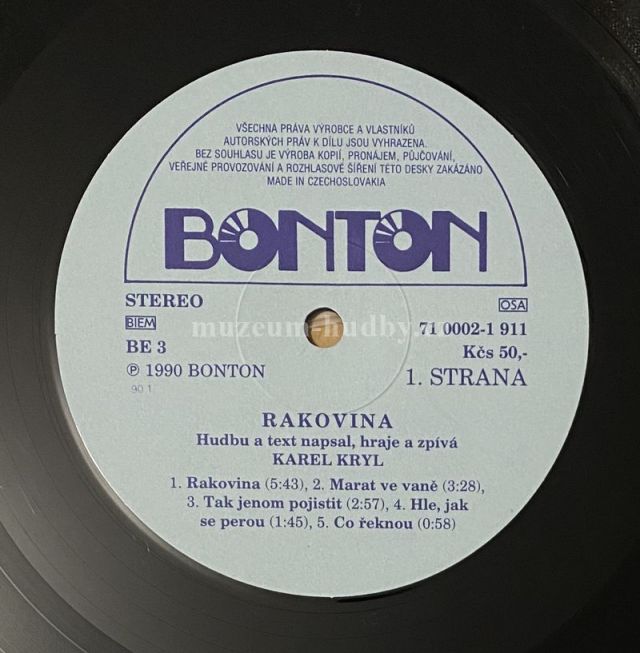 VŠECHNA PRÁVA VÝROBCE A VLASTNÍKŮ
AUTORSKÝCH PRÁV K DÍLU JSOU VYHRAZENA.
BEZ SOUHLASU JE VÝROBA KOPIÍ, PRONÁJEM, PŮJČOVÁNÍ,
VEŘEJNÉ PROVOZOVÁNÍ A ROZHLASOVÉ ŠÍŘENÍ TÉTO DESKY ZAKÁZÁNO
MADE IN CZECHOSLOVAKIA
BONTON
STEREO
OSA
BIEM
muzeum-hudby
71 0002-1 911
BE 3
Kčs 50,-
℗ 1990 BONTON
1. STRANA
90 1
RAKOVINA
Hudbu a text napsal, hraje a zpívá
KAREL KRYL
1. Rakovina (5:43), 2. Marat ve vaně (3:28),
3. Tak jenom pojistit (2:57), 4. Hle, jak
se perou (1:45), 5. Co řeknou (0:58)